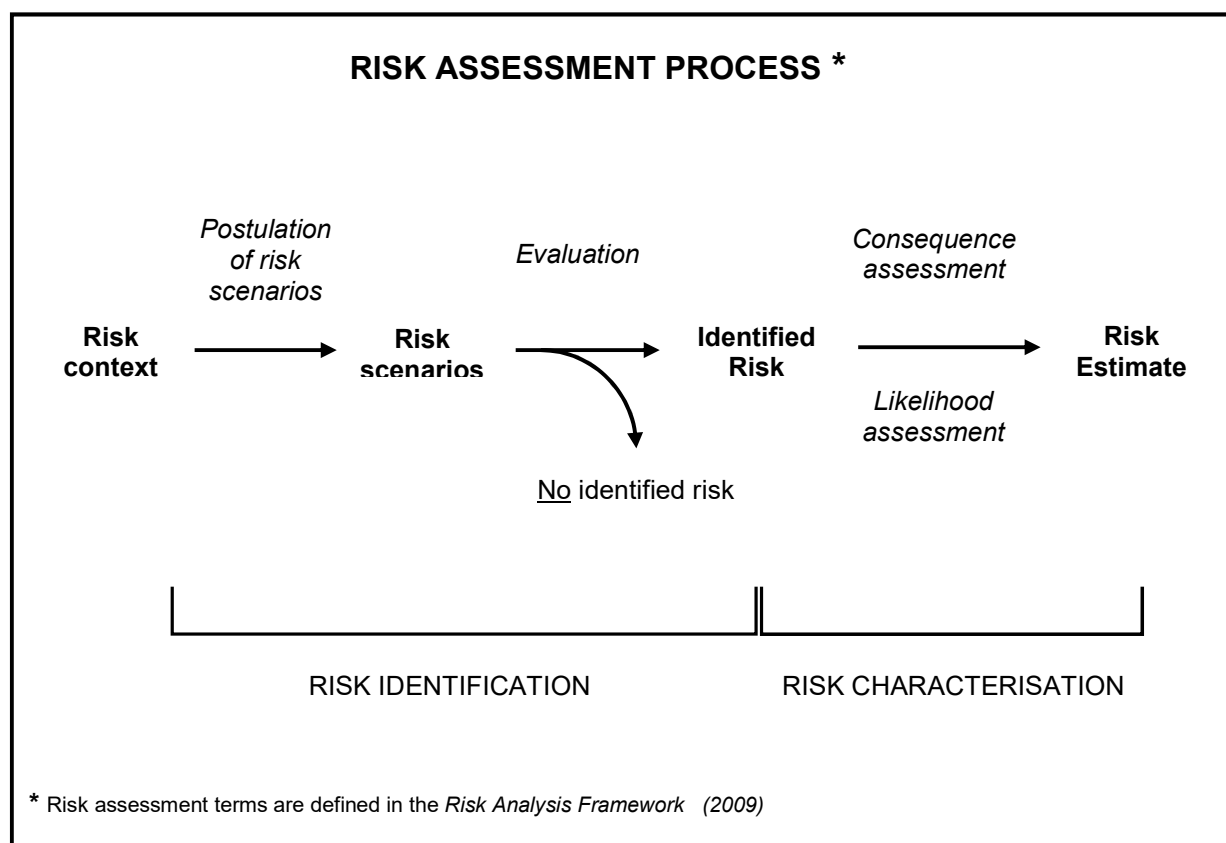 RISK ASSESSMENT PROCESS *
Postulation
of risk
scenarios
Evaluation
Consequence
assessment
Risk
context
Risk
scenarios
Identified
Risk
Risk
Estimate
Likelihood
assessment
No identified risk
RISK IDENTIFICATION
RISK CHARACTERISATION
* Risk assessment terms are defined in the Risk Analysis Framework (2009)